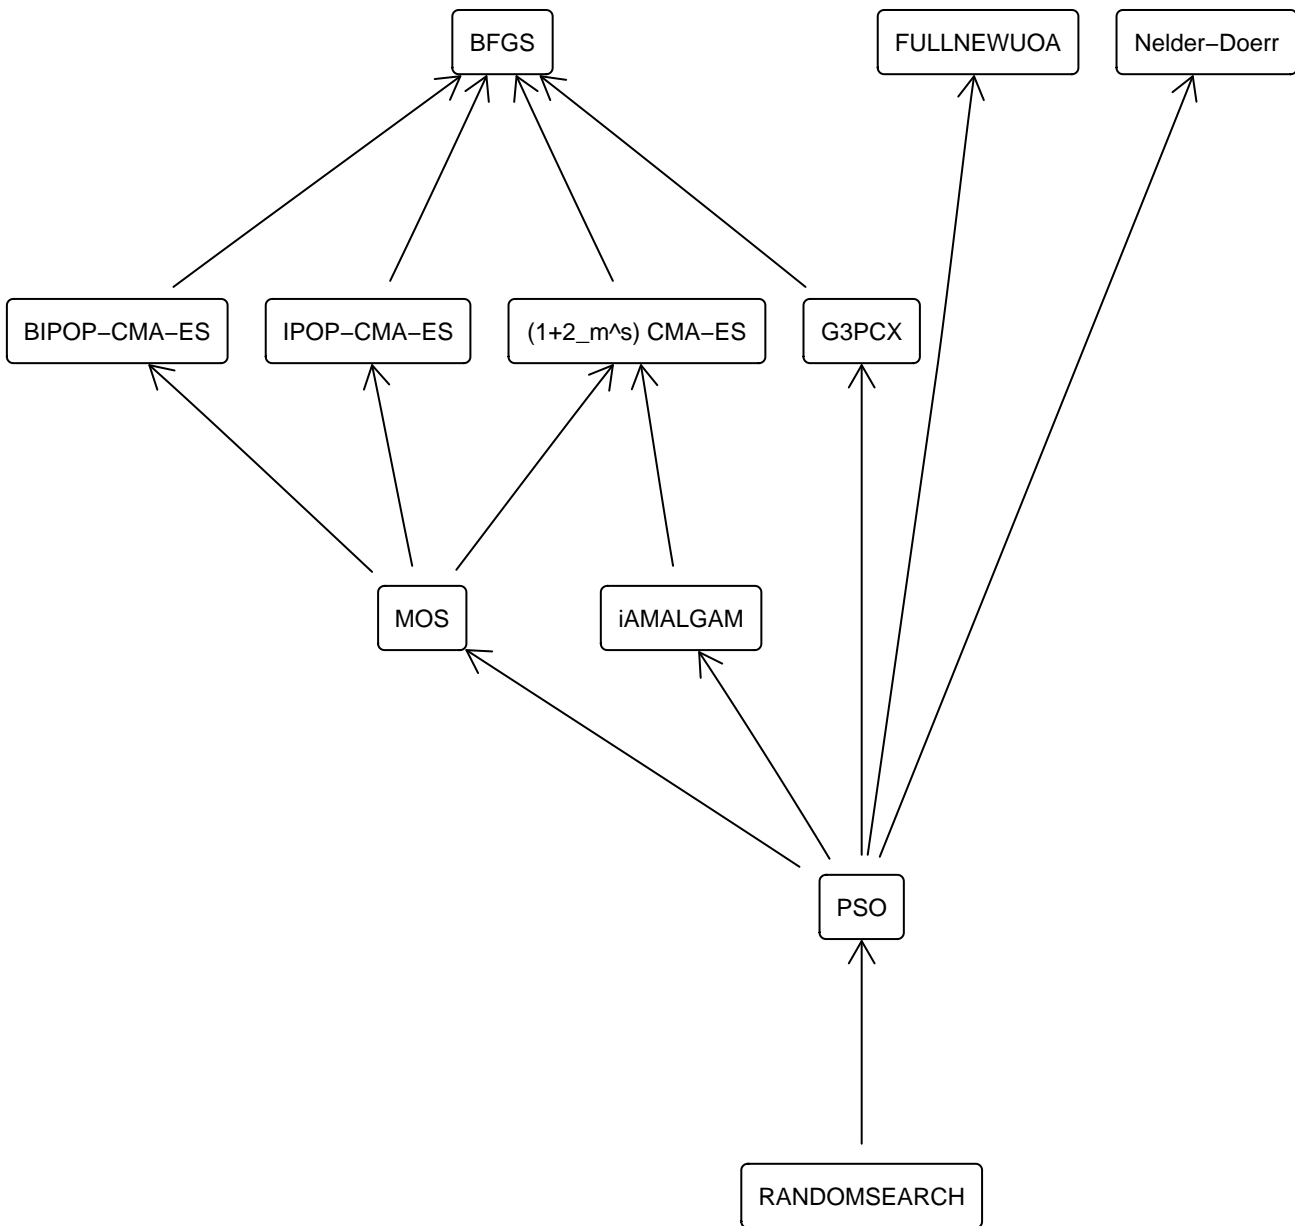 BFGS
FULLNEWUOA
Nelder−Doerr
BIPOP−CMA−ES
IPOP−CMA−ES
(1+2_m^s) CMA−ES
G3PCX
MOS
iAMALGAM
PSO
RANDOMSEARCH